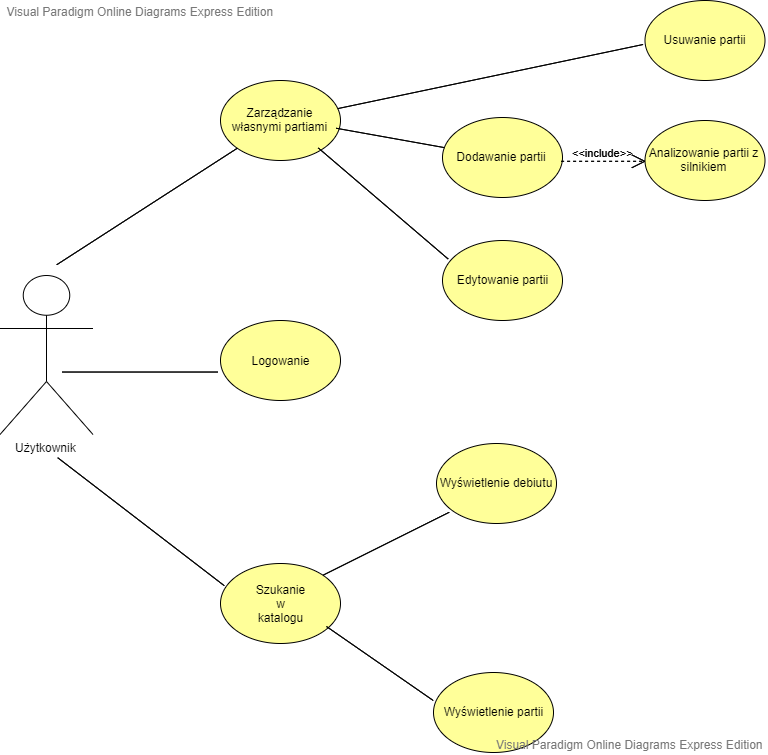 Visual Paradigm Online Diagrams Express Edition
Usuwanie partii
Zarządzanie
własnymi partiami
Dodawanie partii
<<include>>
Analizowanie partii z
silnikiem
Edytowanie partii
Logowanie
Użytkownik
Wyświetlenie debiutu
Szukanie
w
katalogu
Wyświetlenie partii
Visual Paradigm Online Diagrams Express Edition